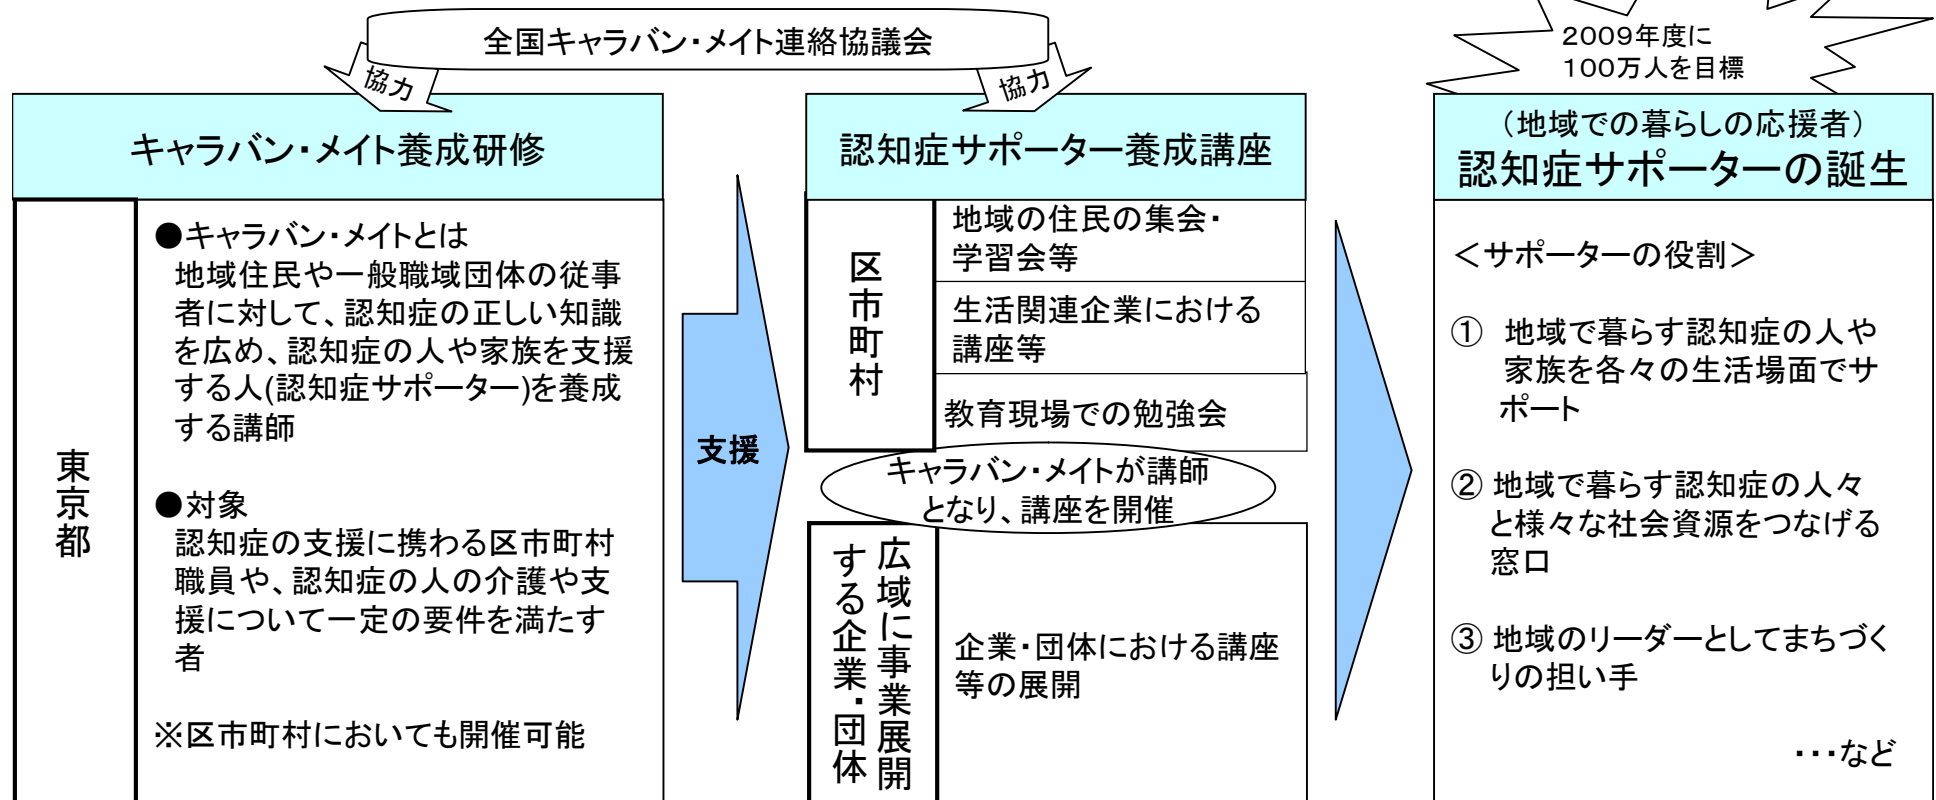 全国キャラバン・メイト連絡協議会
協力
協力
2009年度に
100万人を目標
キャラバン・メイト養成研修
東京都
●キャラバン・メイトとは
地域住民や一般職域団体の従事
者に対して、認知症の正しい知識
を広め、認知症の人や家族を支援
する人(認知症サポーター)を養成
する講師
●対象
認知症の支援に携わる区市町村
職員や、認知症の人の介護や支
援について一定の要件を満たす
者
※区市町村においても開催可能
支援
認知症サポーター養成講座
区市町村
地域の住民の集会・
学習会等
生活関連企業における
講座等
教育現場での勉強会
キャラバン・メイトが講師
となり、講座を開催
広域に事業展開
する企業・団体
企業・団体における講座
等の展開
（地域での暮らしの応援者）
認知症サポーターの誕生
＜サポーターの役割＞
① 地域で暮らす認知症の人や
家族を各々の生活場面でサ
ポート
② 地域で暮らす認知症の人々
と様々な社会資源をつなげる
窓口
③ 地域のリーダーとしてまちづく
りの担い手
・・・など